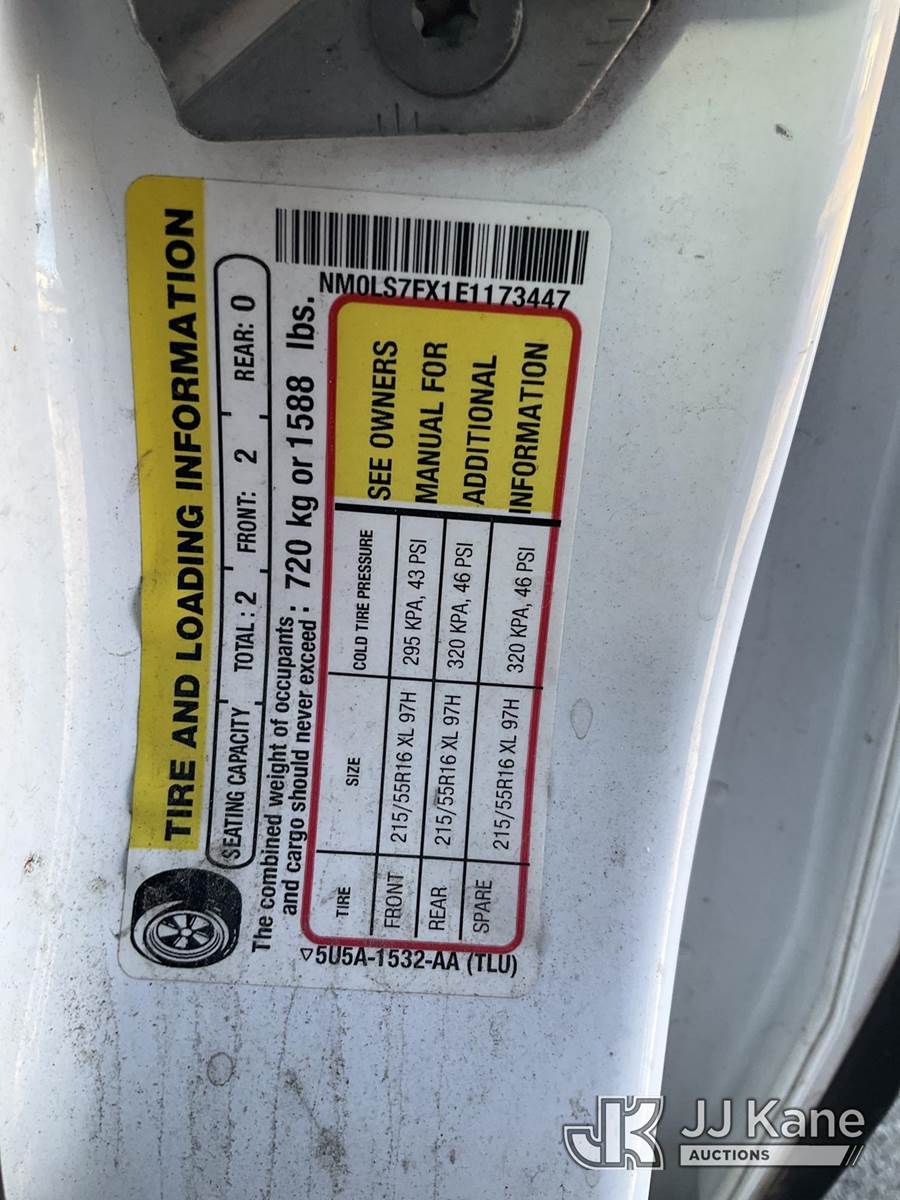 TIRE AND LOADING INFORMATION
SEATING CAPACITY TOTAL : 2 FRONT: 2 REAR: 0
The combined weight of occupants : 720 kg or 1588 lbs.
and cargo should never exceed :
TIRE SIZE COLD TIRE PRESSURE
FRONT 215/55R16 XL 97H 295 KPA, 43 PSI
REAR 215/55R16 XL 97H 320 KPA, 46 PSI
SPARE 215/55R16 XL 97H 320 KPA, 46 PSI
SEE OWNERS
MANUAL FOR
ADDITIONAL
INFORMATION
5U5A-1532-AA (TLU)
NM0LS7FX1E1173447
JK JJ Kane
AUCTIONS